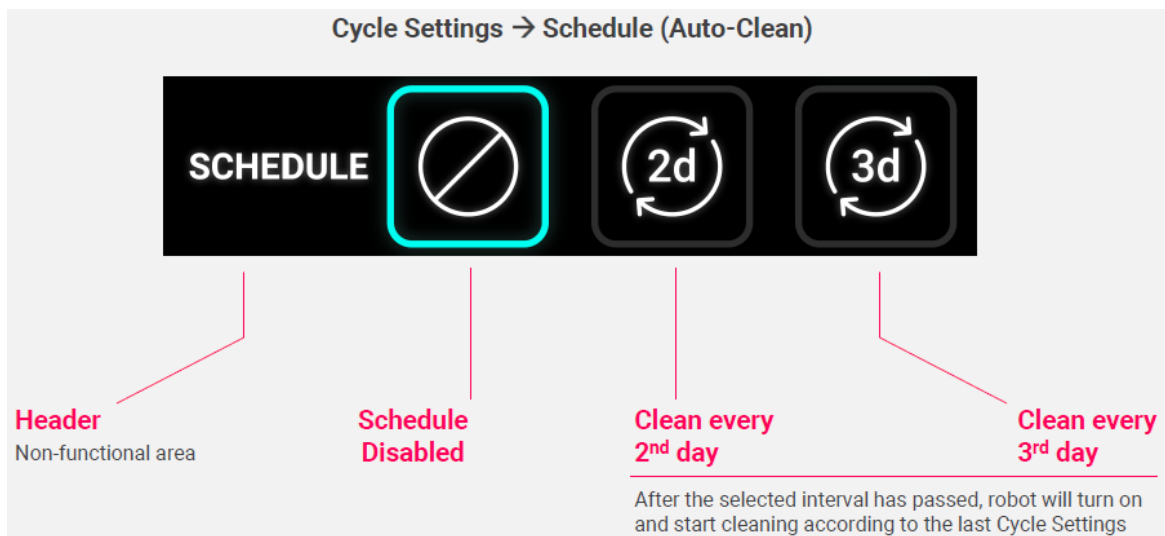 Cycle Settings → Schedule (Auto-Clean)
SCHEDULE
2d
3d
Header
Non-functional area
Schedule
Disabled
Clean every
2nd day
Clean every
3rd day
After the selected interval has passed, robot will turn on
and start cleaning according to the last Cycle Settings